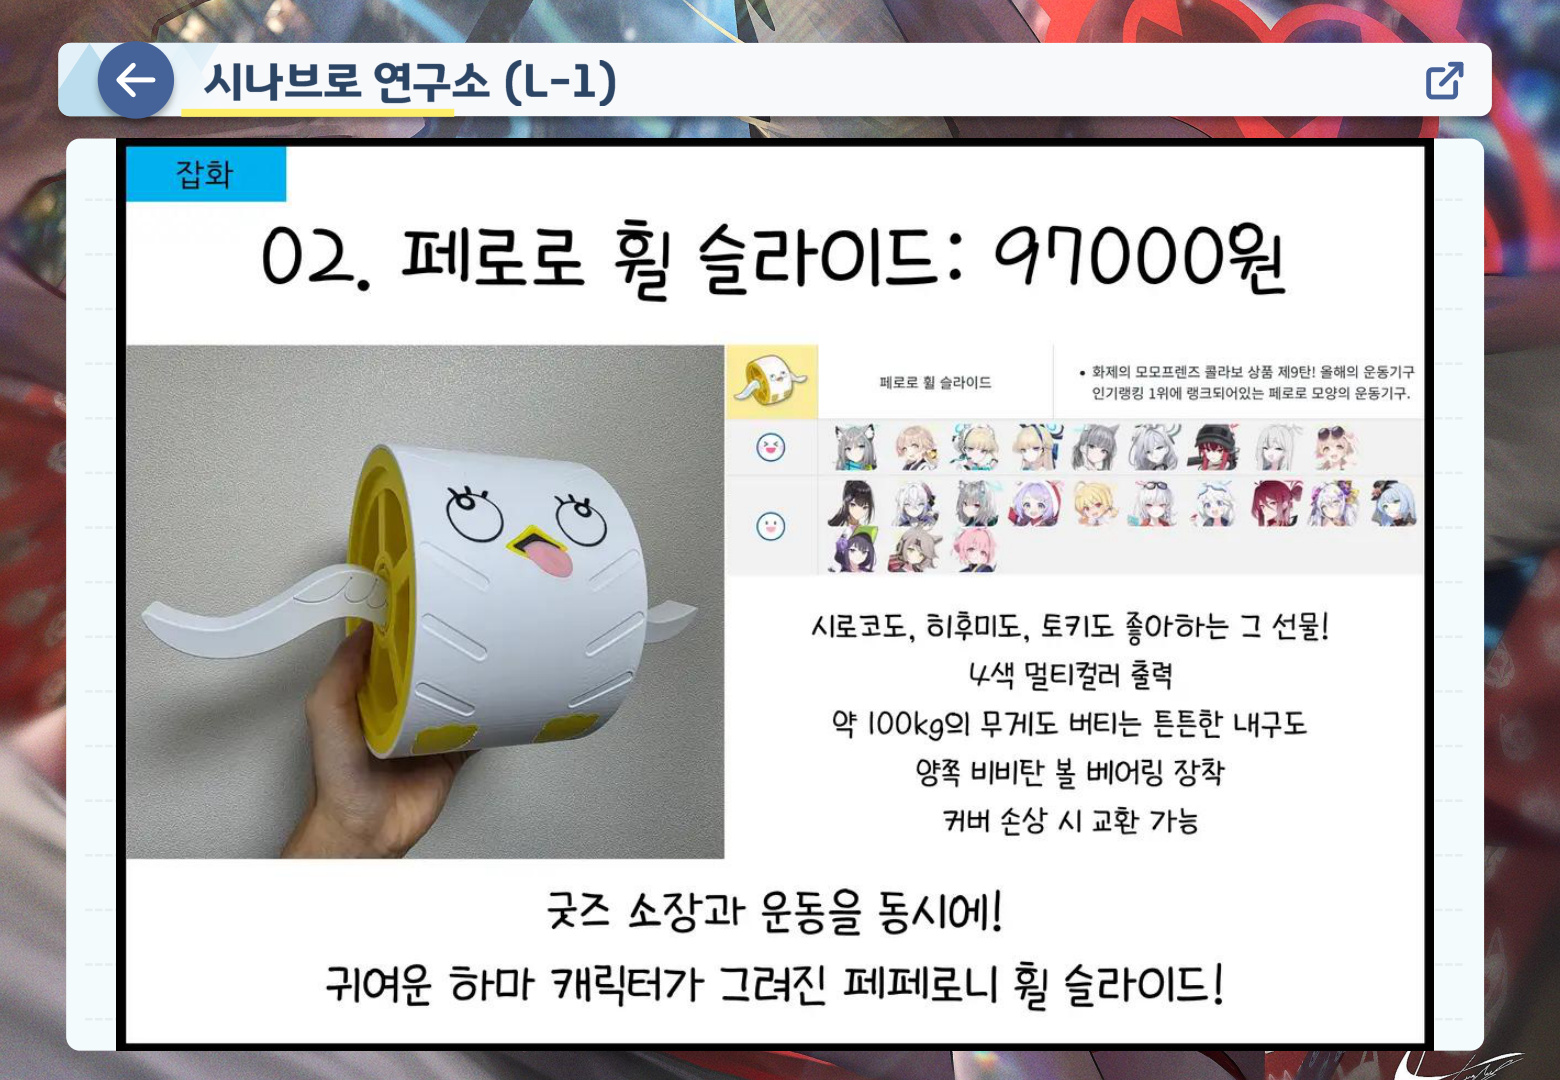 시나브로 연구소 (L-1)
잡화
02. 페로로 휠 슬라이드: 97000원
페로로 휠 슬라이드
• 화제의 모모프렌즈 콜라보 상품 제9탄! 올해의 운동기구
인기랭킹 1위에 랭크되어있는 페로로 모양의 운동기구.
시로코도, 히후미도, 토키도 좋아하는 그 선물!
4색 멀티컬러 출력
약 100kg의 무게도 버티는 튼튼한 내구도
양쪽 비비탄 볼 베어링 장착
커버 손상 시 교환 가능
굿즈 소장과 운동을 동시에!
귀여운 하마 캐릭터가 그려진 페페로니 휠 슬라이드!